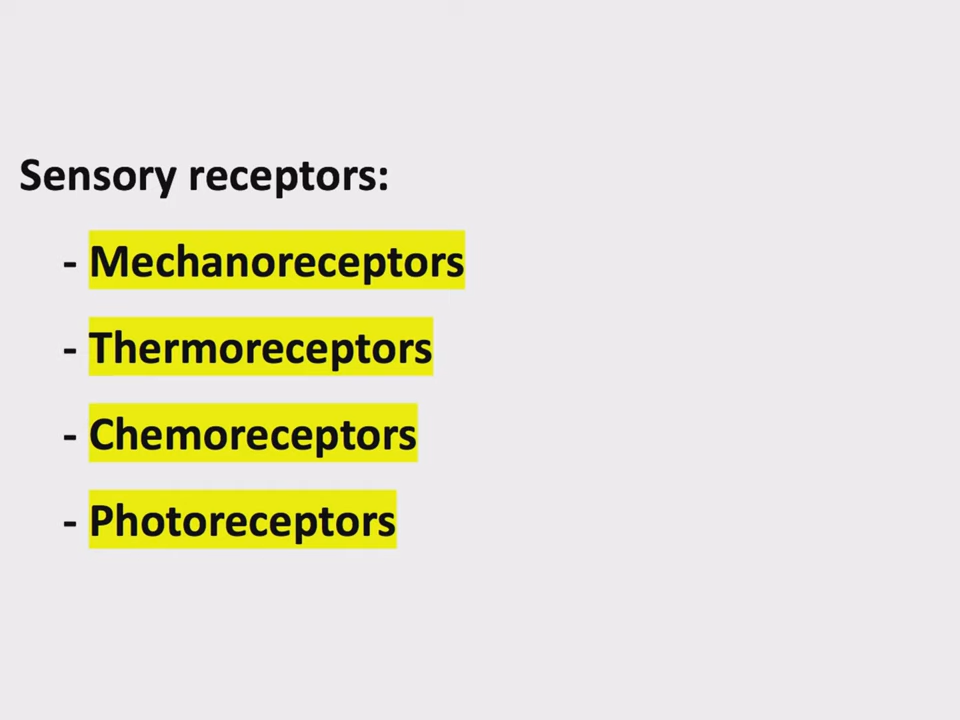 Sensory receptors:
- Mechanoreceptors
- Thermoreceptors
- Chemoreceptors
- Photoreceptors